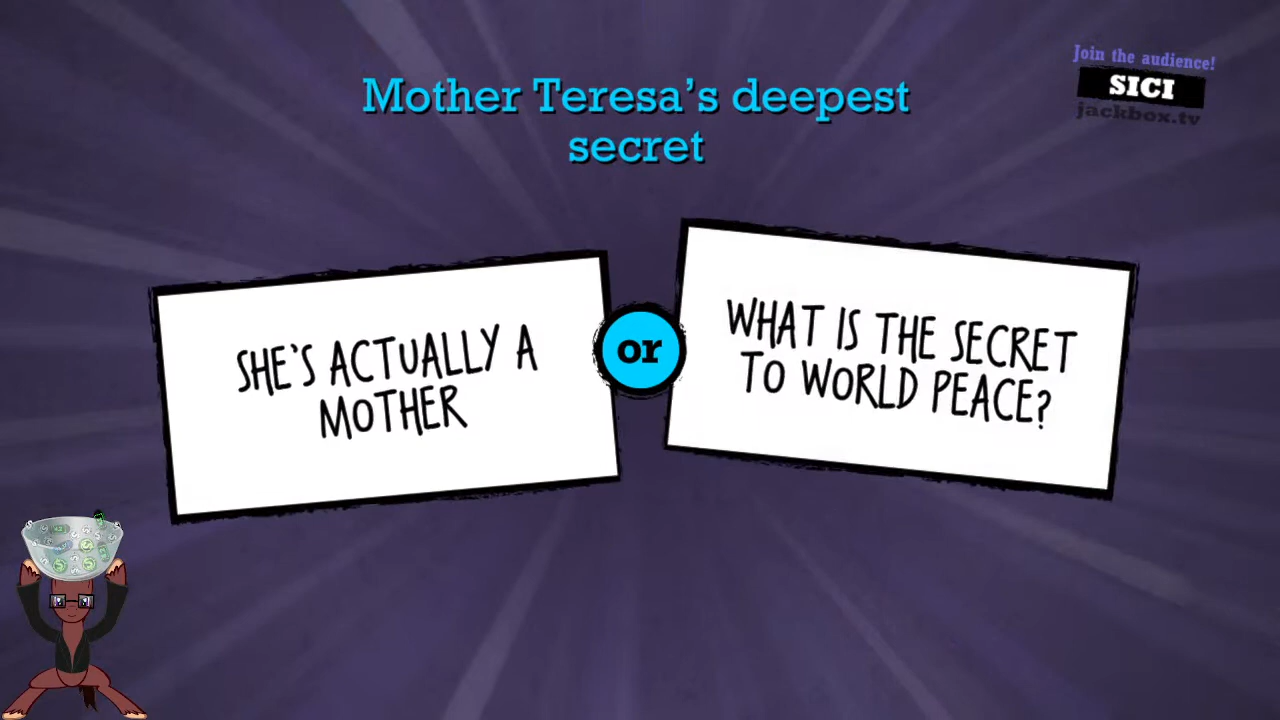 Join the audience!
SICI
jackbox.tv
Mother Teresa's deepest
secret
SHE'S ACTUALLY A
MOTHER
or
WHAT IS THE SECRET
TO WORLD PEACE?